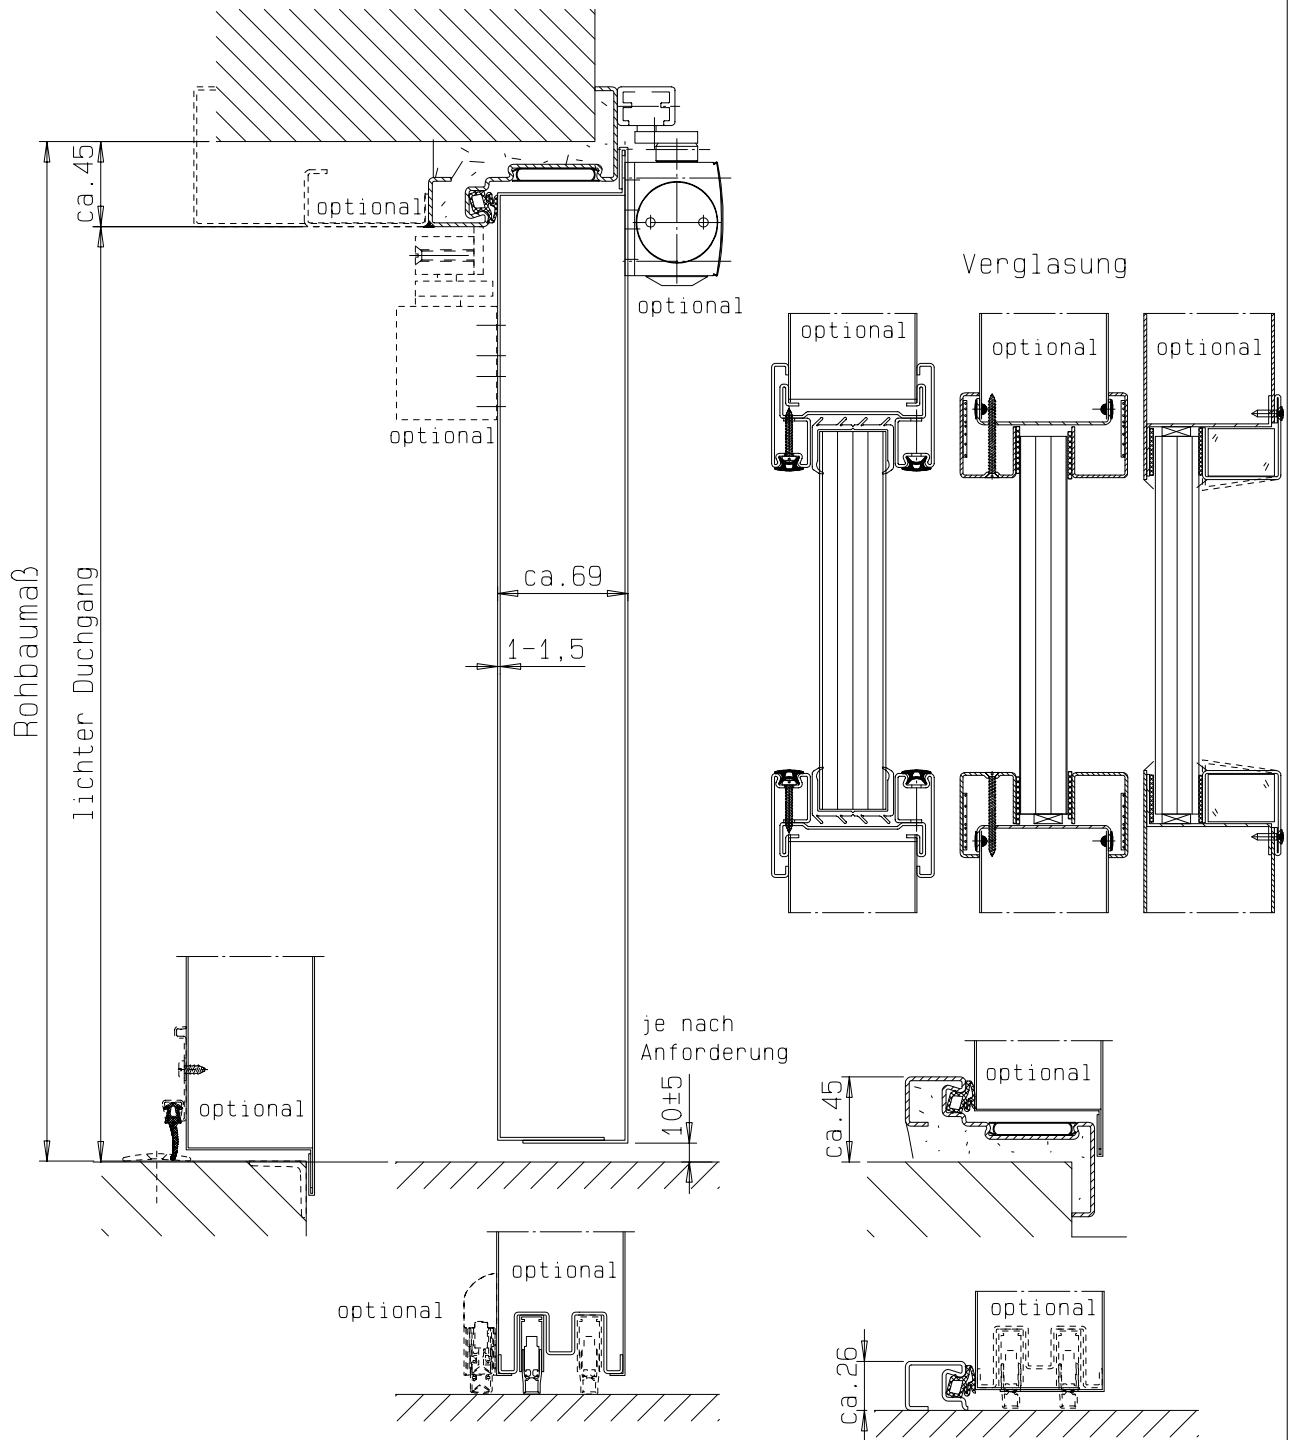 ca.45
optional
optional
Verglasung
optional
optional
optional
optional
ca.69
1-1,5
Rohbaumaß
lichter Duchgang
je nach
Anforderung
10±5
optional
optional
ca.45
optional
optional
optional
ca.26